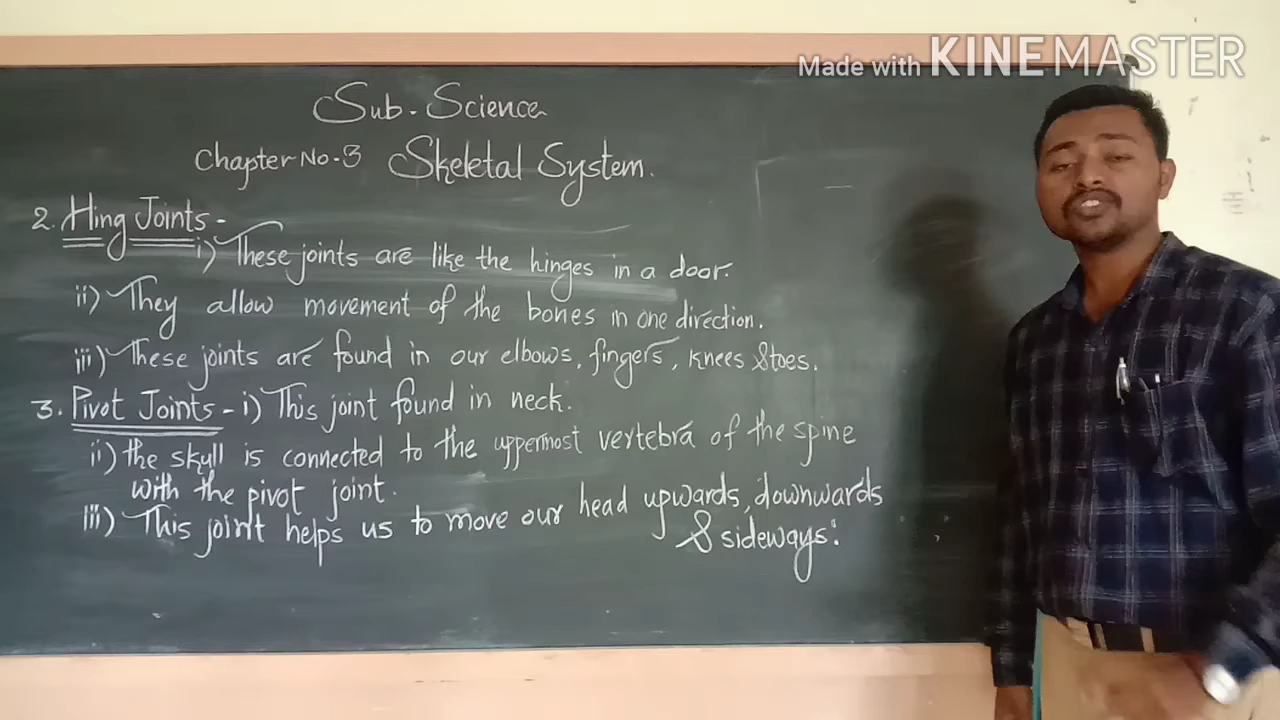 Made with KINEMASTER
Sub - Science
Chapter No - 3 Skeletal System.
2. Hing Joints -
i) These joints are like the hinges in a door.
ii) They allow movement of the bones in one direction.
iii) These joints are found in our elbows, fingers, knees & toes.
3. Pivot Joints - i) This joint found in neck.
ii) the skull is connected to the uppermost vertebra of the spine
with the pivot joint.
iii) This joint helps us to move our head upwards, downwards
& sideways: